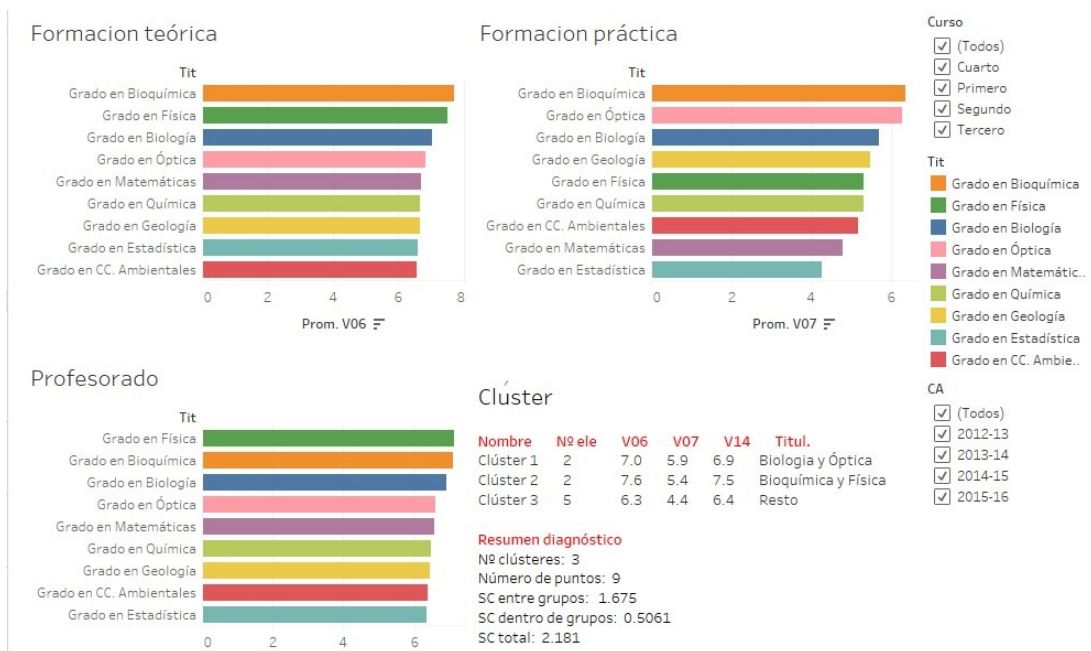 Formacion teórica
Tit
Grado en Bioquímica
Grado en Física
Grado en Biología
Grado en Óptica
Grado en Matemáticas
Grado en Química
Grado en Geología
Grado en Estadística
Grado en CC. Ambientales
0 2 4 6 8
Prom. V06
Formacion práctica
Tit
Grado en Bioquímica
Grado en Óptica
Grado en Biología
Grado en Geología
Grado en Física
Grado en Química
Grado en CC. Ambientales
Grado en Matemáticas
Grado en Estadística
0 2 4 6
Prom. V07
Curso
(Todos)
Cuarto
Primero
Segundo
Tercero
Tit
Grado en Bioquímica
Grado en Física
Grado en Biología
Grado en Óptica
Grado en Matemátic..
Grado en Química
Grado en Geología
Grado en Estadística
Grado en CC. Ambie..
CA
(Todos)
2012-13
2013-14
2014-15
2015-16
Profesorado
Tit
Grado en Física
Grado en Bioquímica
Grado en Biología
Grado en Óptica
Grado en Matemáticas
Grado en Química
Grado en Geología
Grado en CC. Ambientales
Grado en Estadística
0 2 4 6
Clúster
Nombre Nº ele V06 V07 V14 Titul.
Clúster 1 2 7.0 5.9 6.9 Biologia y Óptica
Clúster 2 2 7.6 5.4 7.5 Bioquímica y Física
Clúster 3 5 6.3 4.4 6.4 Resto
Resumen diagnóstico
Nº clústeres: 3
Número de puntos: 9
SC entre grupos: 1.675
SC dentro de grupos: 0.5061
SC total: 2.181